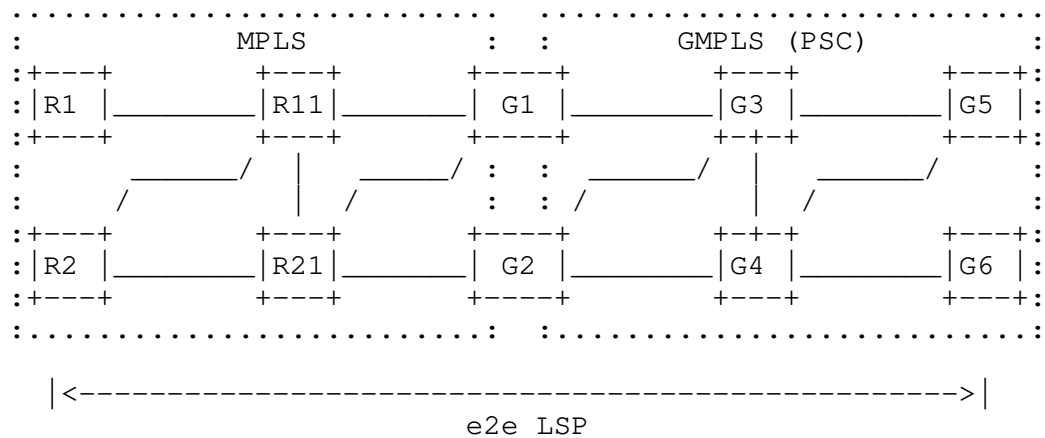 MPLS GMPLS (PSC)
R1 R11 G1 G3 G5
R2 R21 G2 G4 G6
e2e LSP